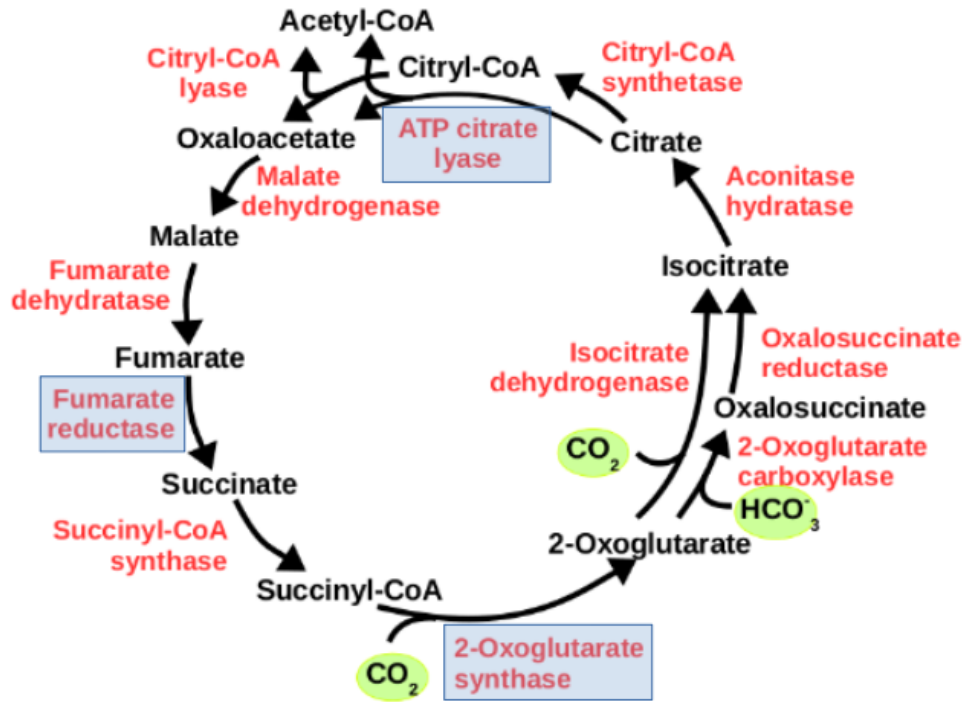 Acetyl-CoA
Citryl-CoA
lyase
Citryl-CoA
Citryl-CoA
synthetase
Oxaloacetate
ATP citrate
lyase
Citrate
Malate
dehydrogenase
Aconitase
hydratase
Malate
Isocitrate
Fumarate
dehydratase
Fumarate
Isocitrate
dehydrogenase
Oxalosuccinate
reductase
Fumarate
reductase
Oxalosuccinate
CO2
2-Oxoglutarate
carboxylase
Succinate
HCO-3
Succinyl-CoA
synthase
2-Oxoglutarate
Succinyl-CoA
2-Oxoglutarate
synthase
CO2